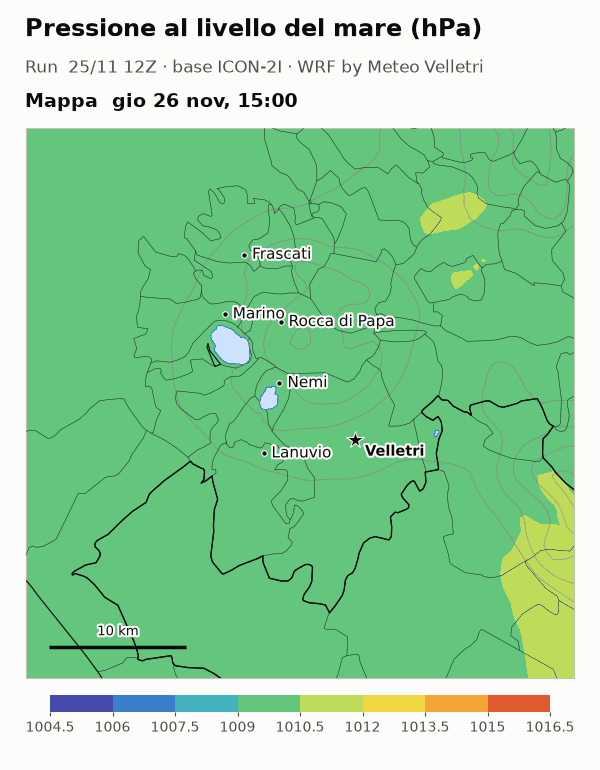 Pressione al livello del mare (hPa)
Run  25/11 12Z · base ICON-2I · WRF by Meteo Velletri
Mappa  gio 26 nov, 15:00
Frascati
Marino
Rocca di Papa
Nemi
Velletri
Lanuvio
10 km
1004.5 1006 1007.5 1009 1010.5 1012 1013.5 1015 1016.5